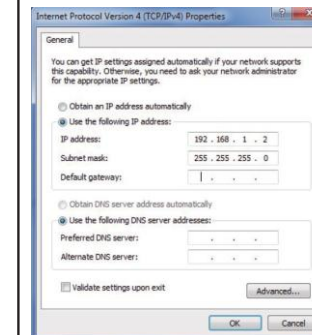 Internet Protocol Version 4 (TCP/IPv4) Properties
General
You can get IP settings assigned automatically if your network supports
this capability. Otherwise, you need to ask your network administrator
for the appropriate IP settings.
Obtain an IP address automatically
Use the following IP address:
IP address: 192 . 168 . 1 . 2
Subnet mask: 255 . 255 . 255 . 0
Default gateway: . . .
Obtain DNS server address automatically
Use the following DNS server addresses:
Preferred DNS server: . . .
Alternate DNS server: . . .
Validate settings upon exit
Advanced...
OK Cancel